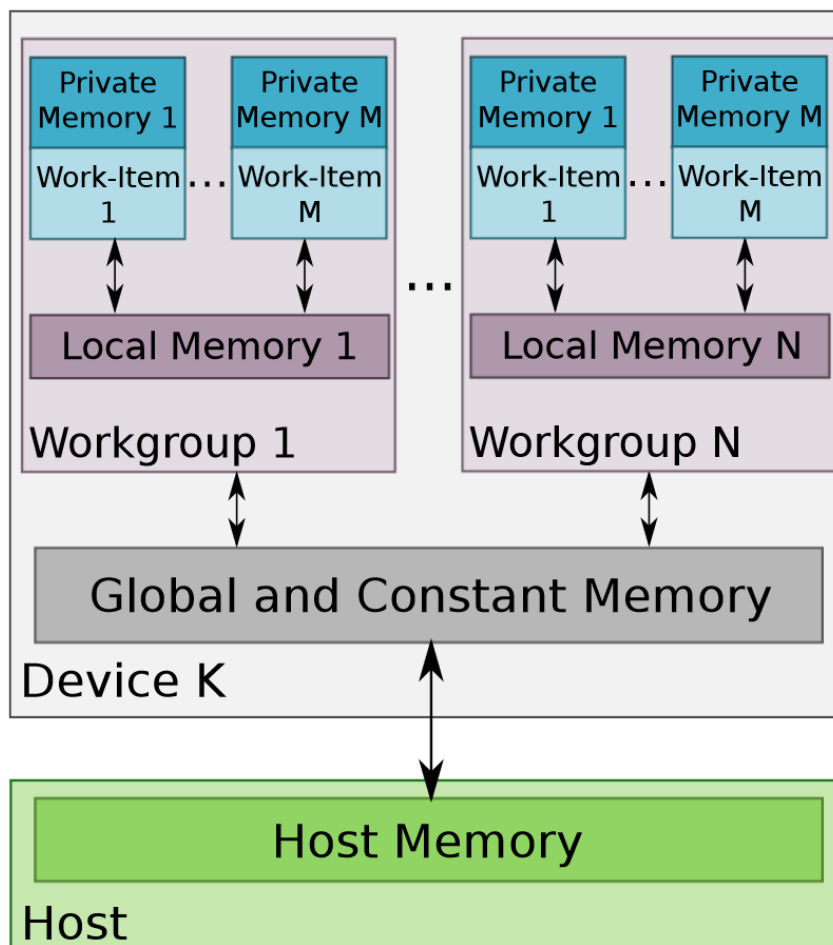 Private
Memory 1
Private
Memory M
Private
Memory 1
Private
Memory M
Work-Item
1
...
Work-Item
M
Work-Item
1
...
Work-Item
M
...
Local Memory 1
Local Memory N
Workgroup 1
Workgroup N
Global and Constant Memory
Device K
Host Memory
Host